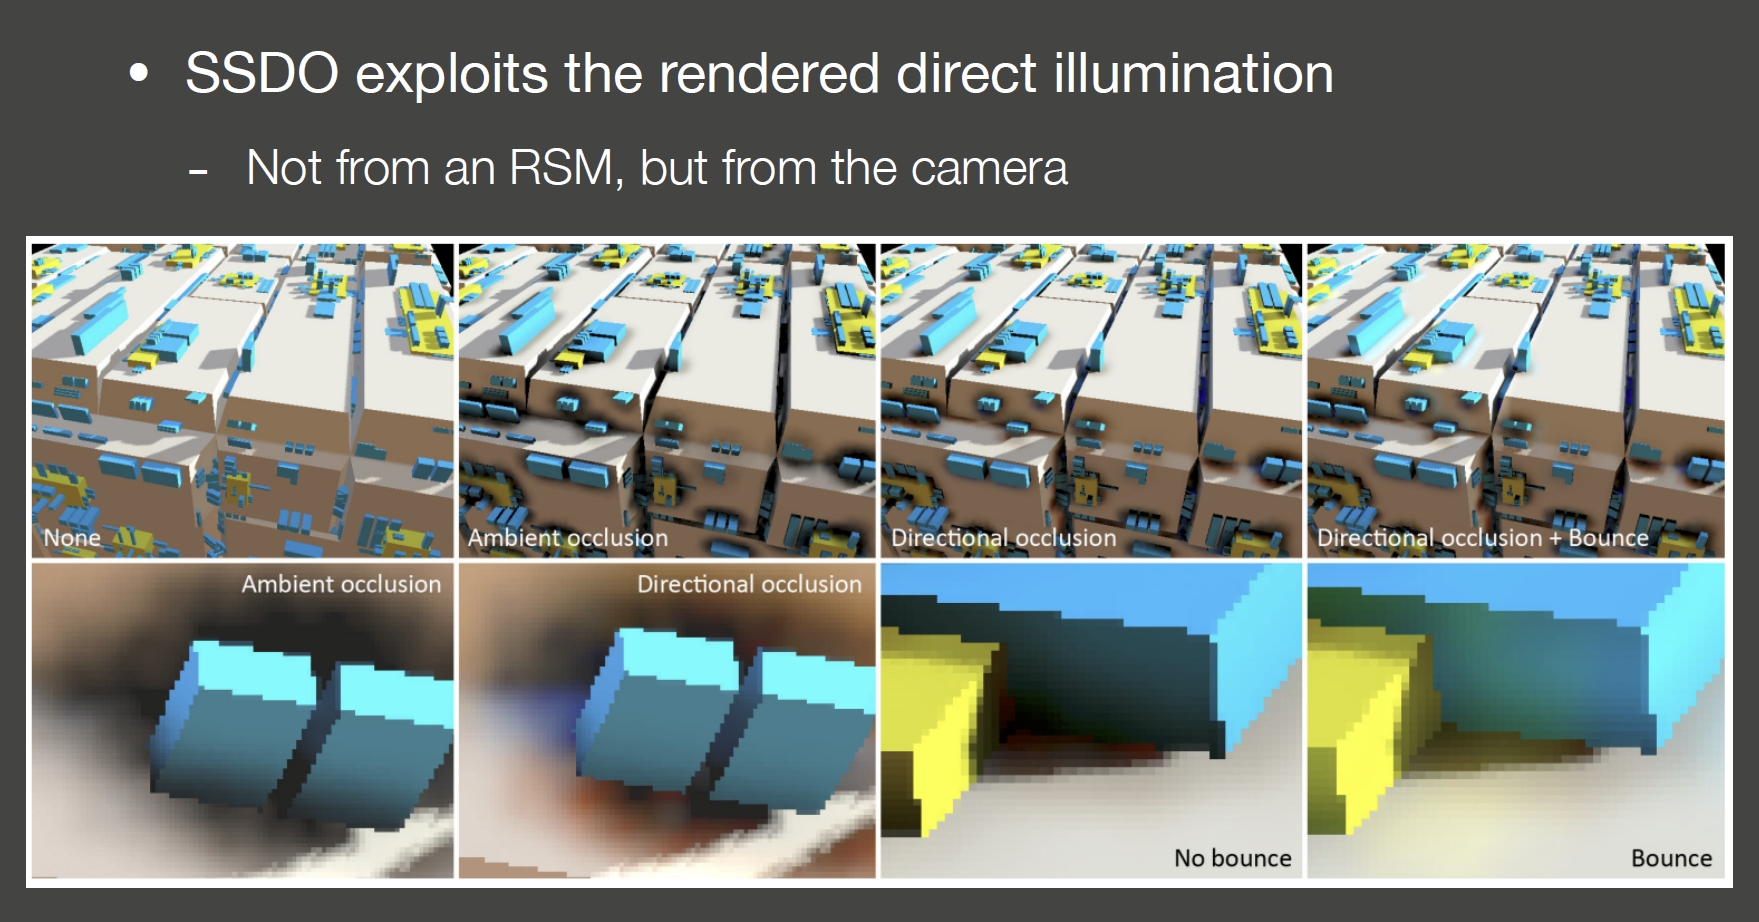 • SSDO exploits the rendered direct illumination
- Not from an RSM, but from the camera
None
Ambient occlusion
Directional occlusion
Directional occlusion + Bounce
Ambient occlusion
Directional occlusion
No bounce
Bounce